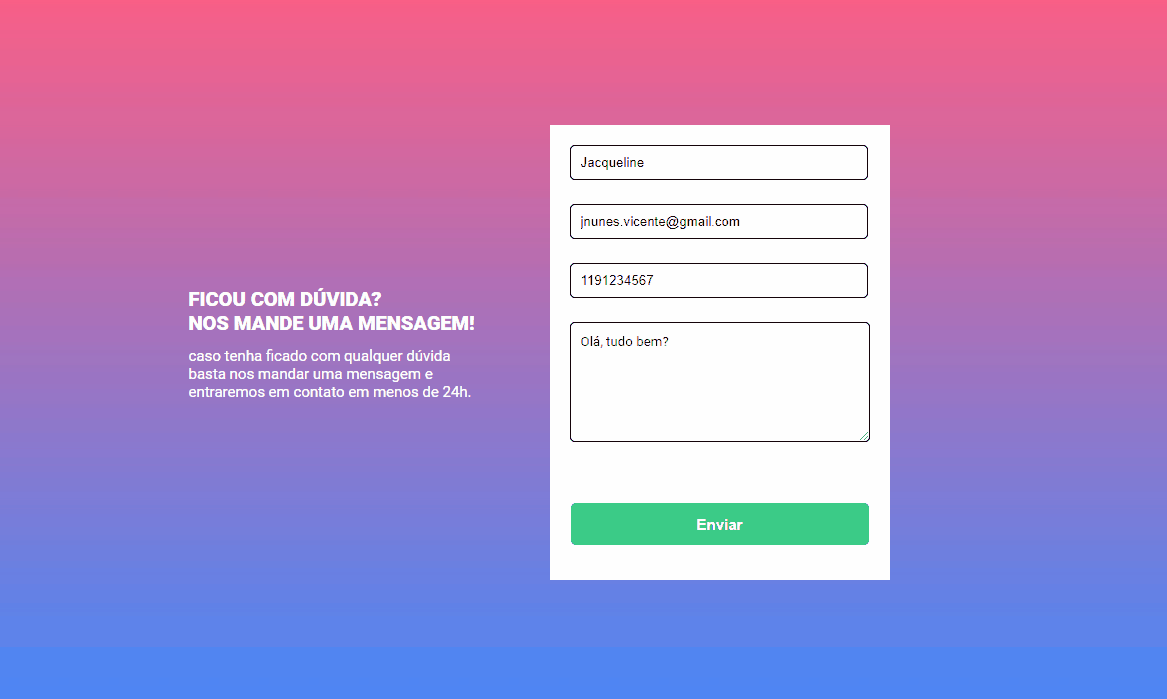 FICOU COM DÚVIDA?
NOS MANDE UMA MENSAGEM!
caso tenha ficado com qualquer dúvida
basta nos mandar uma mensagem e
entraremos em contato em menos de 24h.
Jacqueline
jnunes.vicente@gmail.com
1191234567
Olá, tudo bem?
Enviar